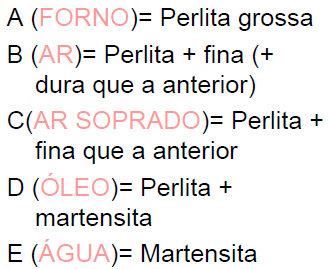 A (FORNO)= Perlita grossa
B (AR)= Perlita + fina (+
dura que a anterior)
C(AR SOPRADO)= Perlita +
fina que a anterior
D (ÓLEO)= Perlita +
martensita
E (ÁGUA)= Martensita